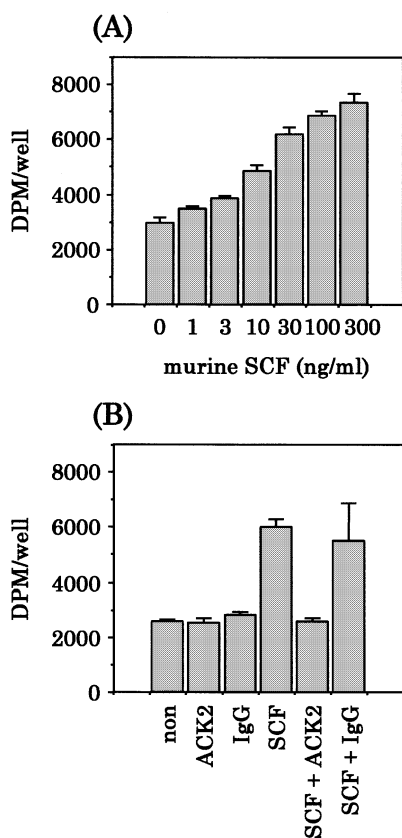 (A)
DPM/well
8000
6000
4000
2000
0
0 1 3 10 30 100 300
murine SCF (ng/ml)
(B)
DPM/well
8000
6000
4000
2000
0
non
ACK2
IgG
SCF
SCF + ACK2
SCF + IgG